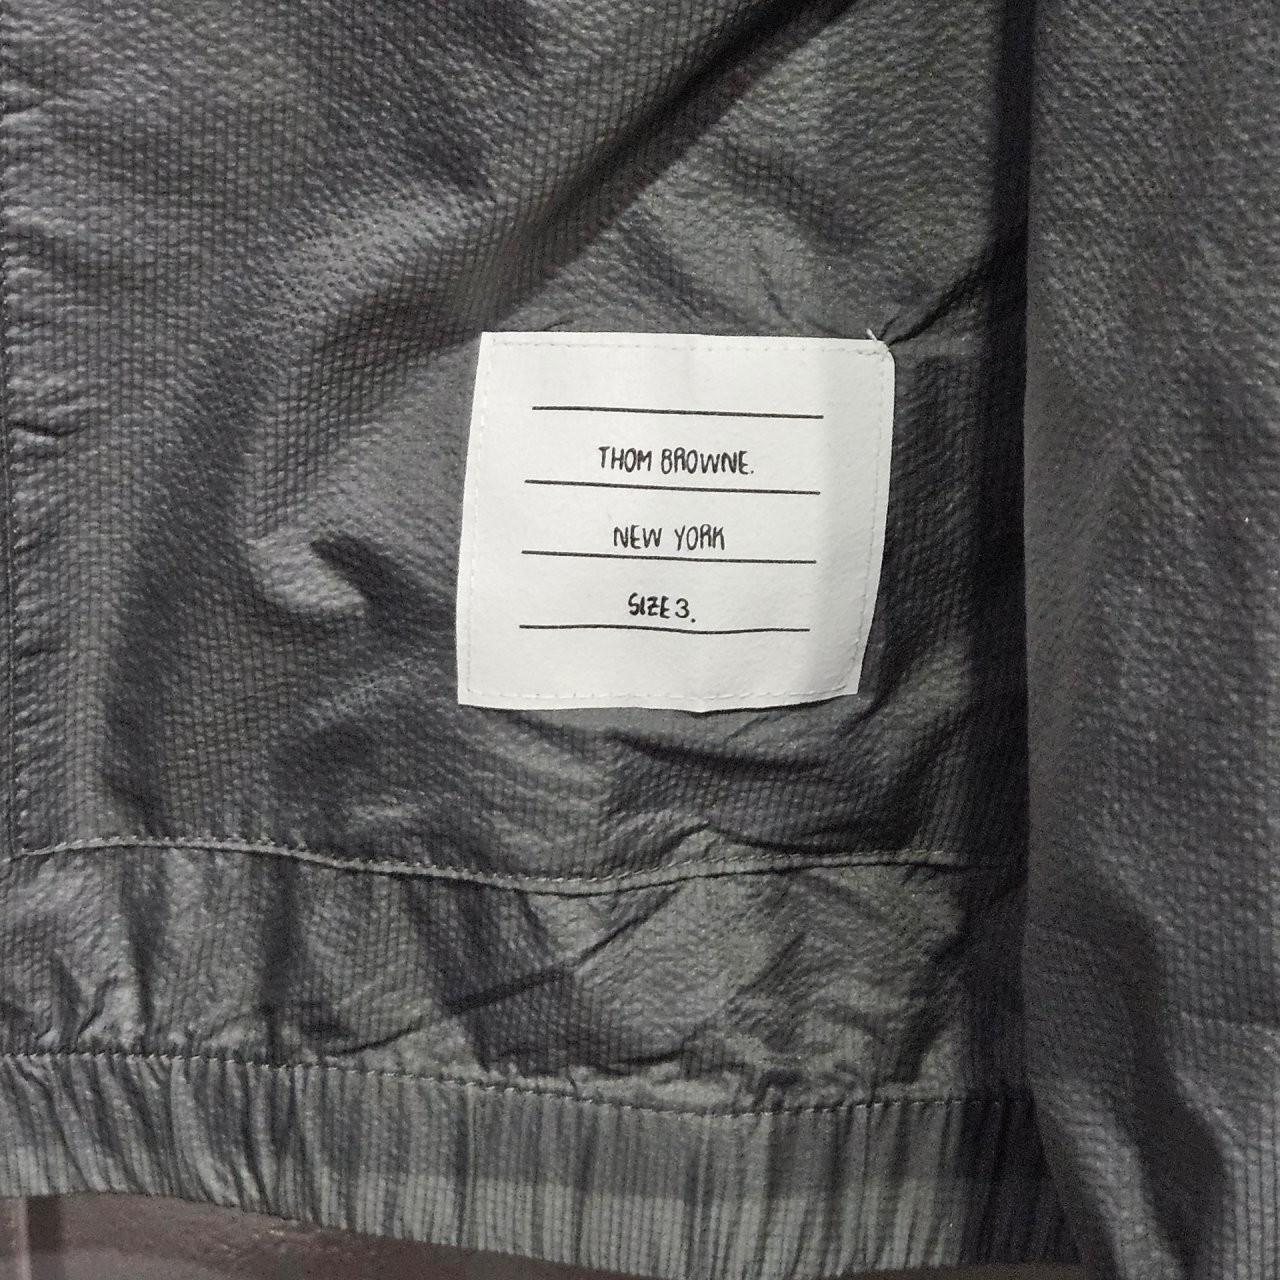 THOM BROWNE.
NEW YORK
SIZE 3.